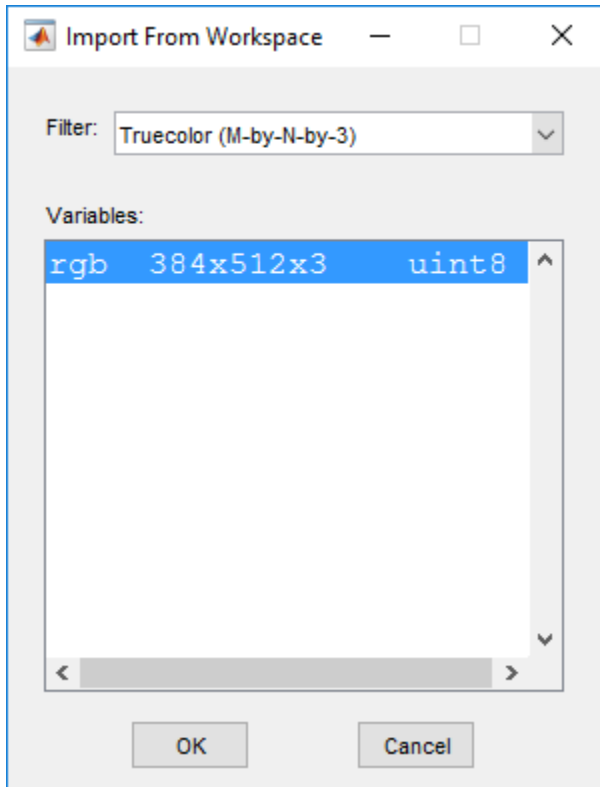 Import From Workspace
Filter: Truecolor (M-by-N-by-3)
Variables:
rgb 384x512x3 uint8
OK Cancel